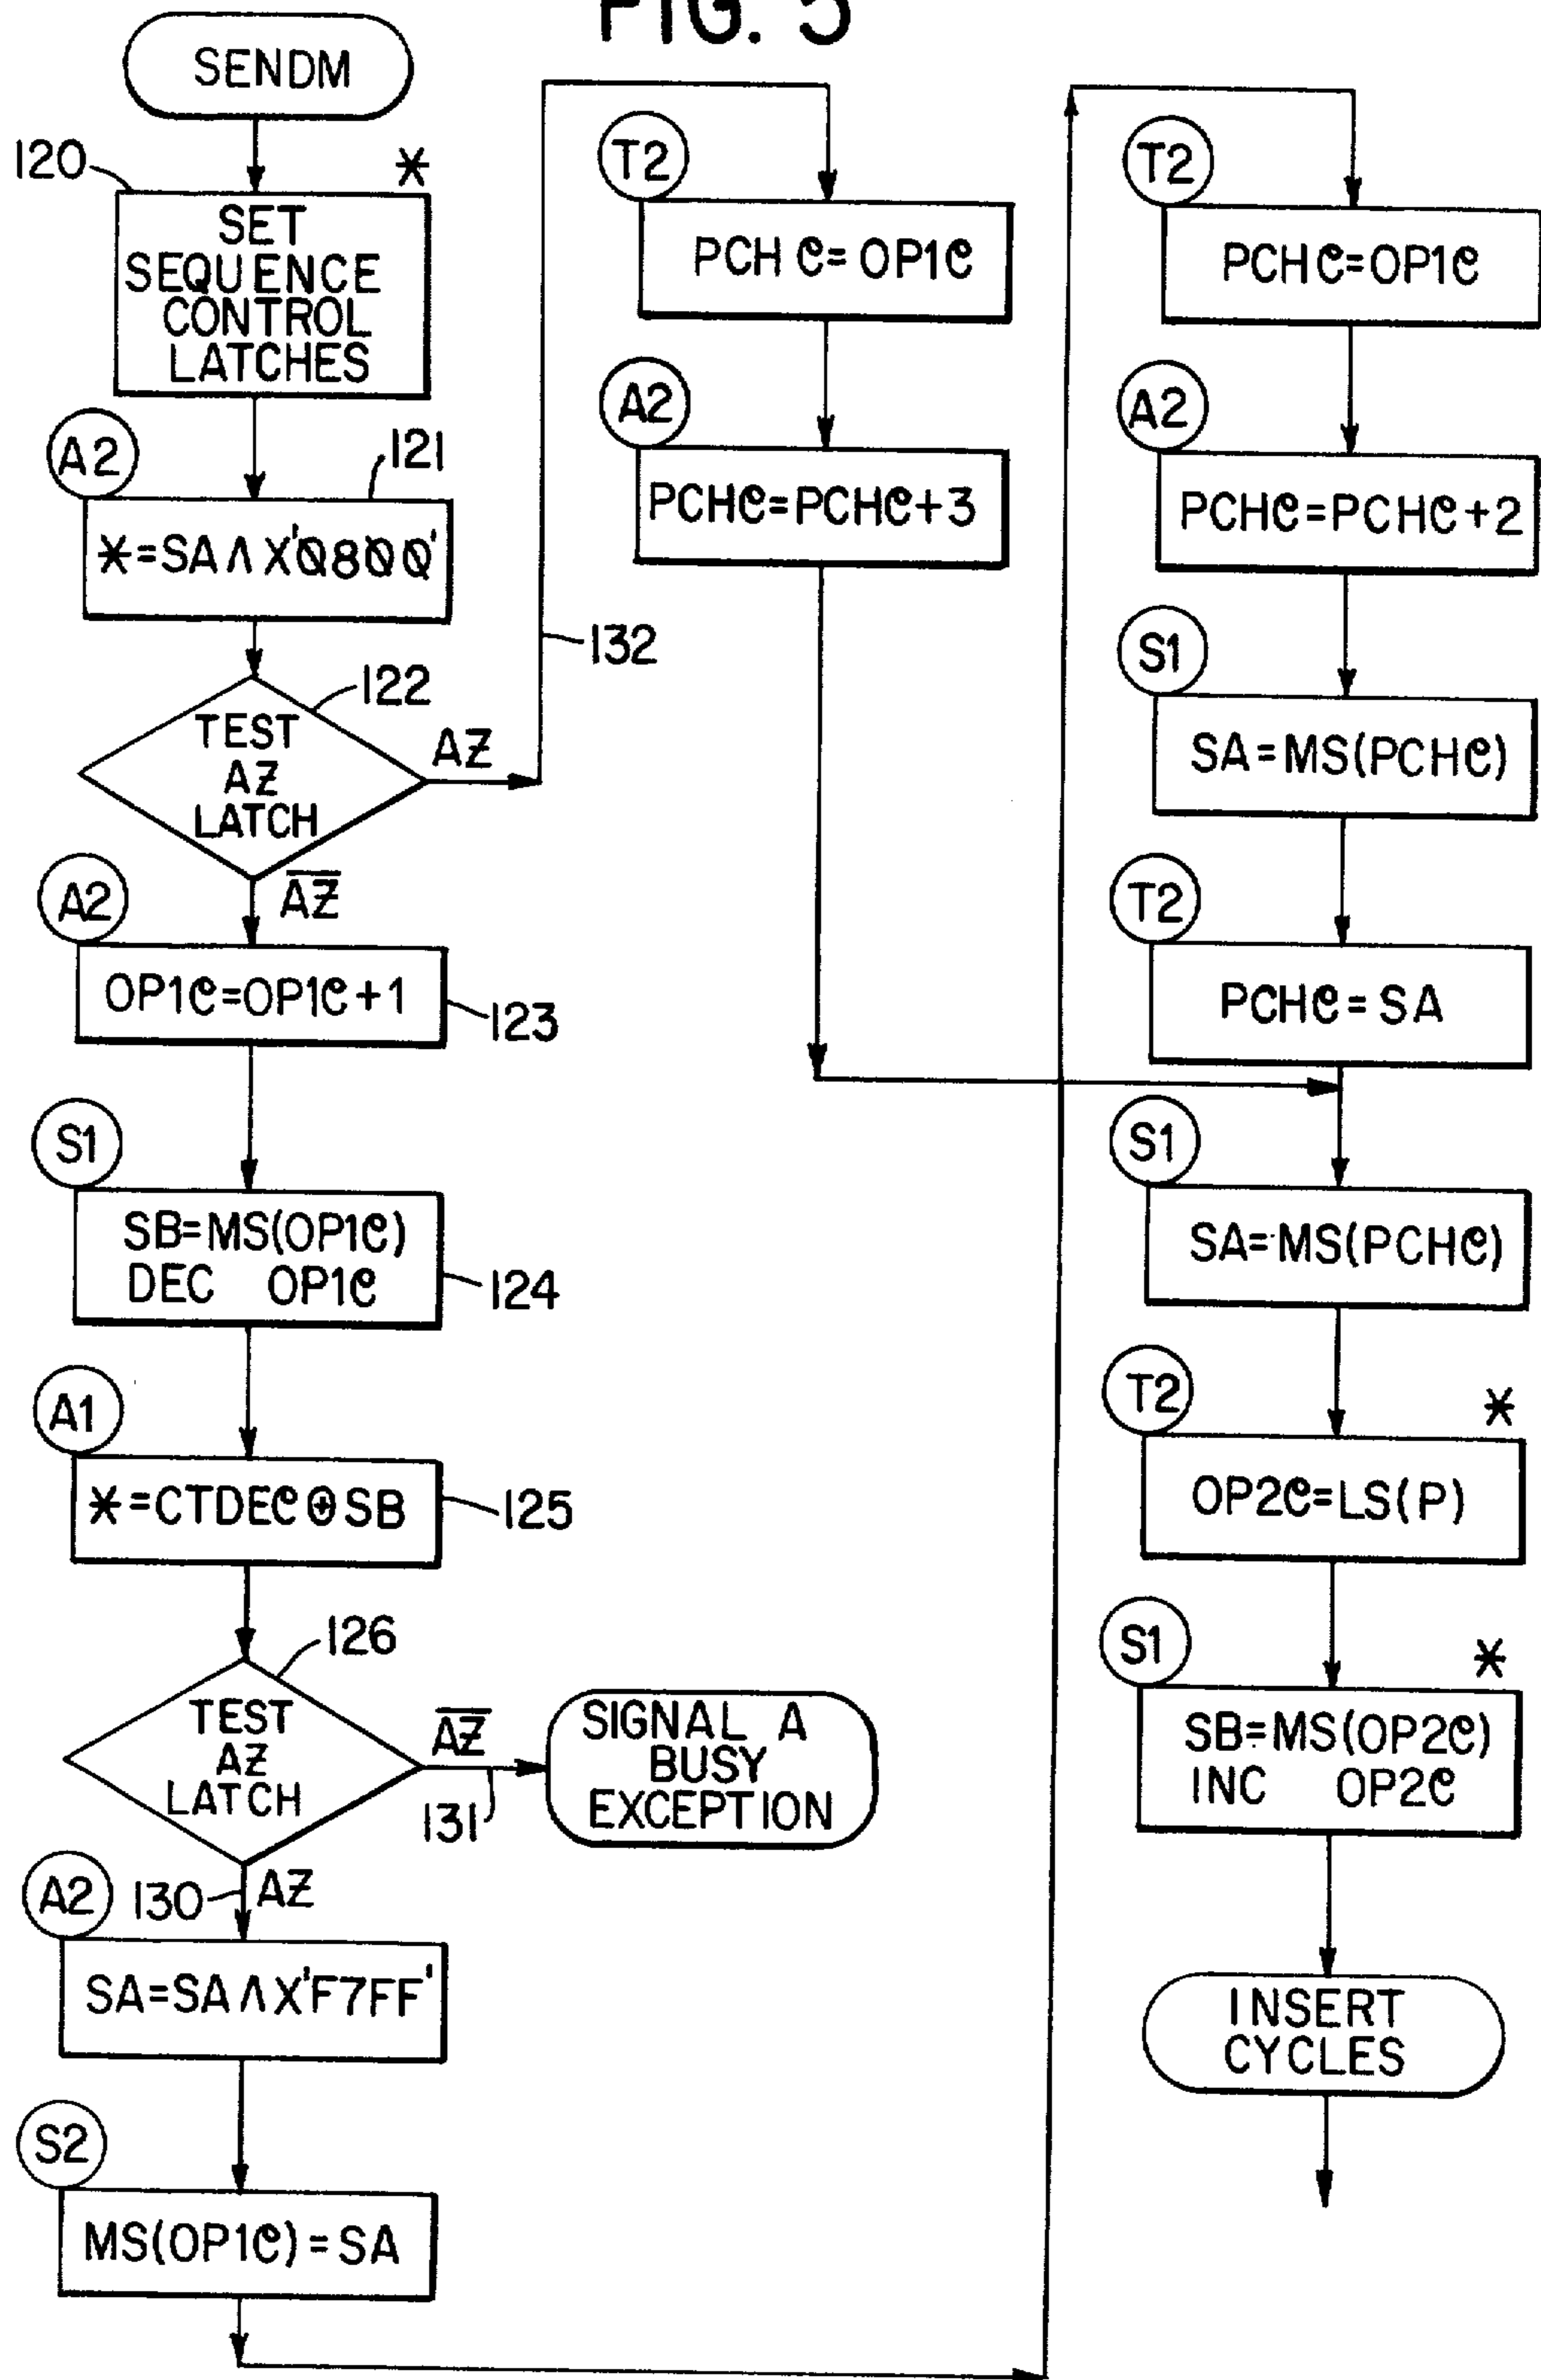 FIG. 5
SENDM
120
*
SET
SEQUENCE
CONTROL
LATCHES
A2
121
*=SA Λ X'0800'
122
TEST
AZ
LATCH
AZ
132
A̅Z̅
A2
OP1C=OP1C+1
123
S1
SB=MS(OP1C)
DEC OP1C
124
A1
*=CTDEC⊕SB
125
126
TEST
AZ
LATCH
A̅Z̅
131
SIGNAL A
BUSY
EXCEPTION
130
AZ
A2
SA=SA Λ X'F7FF'
S2
MS(OP1C)=SA
T2
PCH C=OP1C
A2
PCHC=PCHC+3
T2
PCHC=OP1C
A2
PCHC=PCHC+2
S1
SA=MS(PCHC)
T2
PCHC=SA
S1
SA=MS(PCHC)
T2
*
OP2C=LS(P)
S1
*
SB=MS(OP2C)
INC OP2C
INSERT
CYCLES